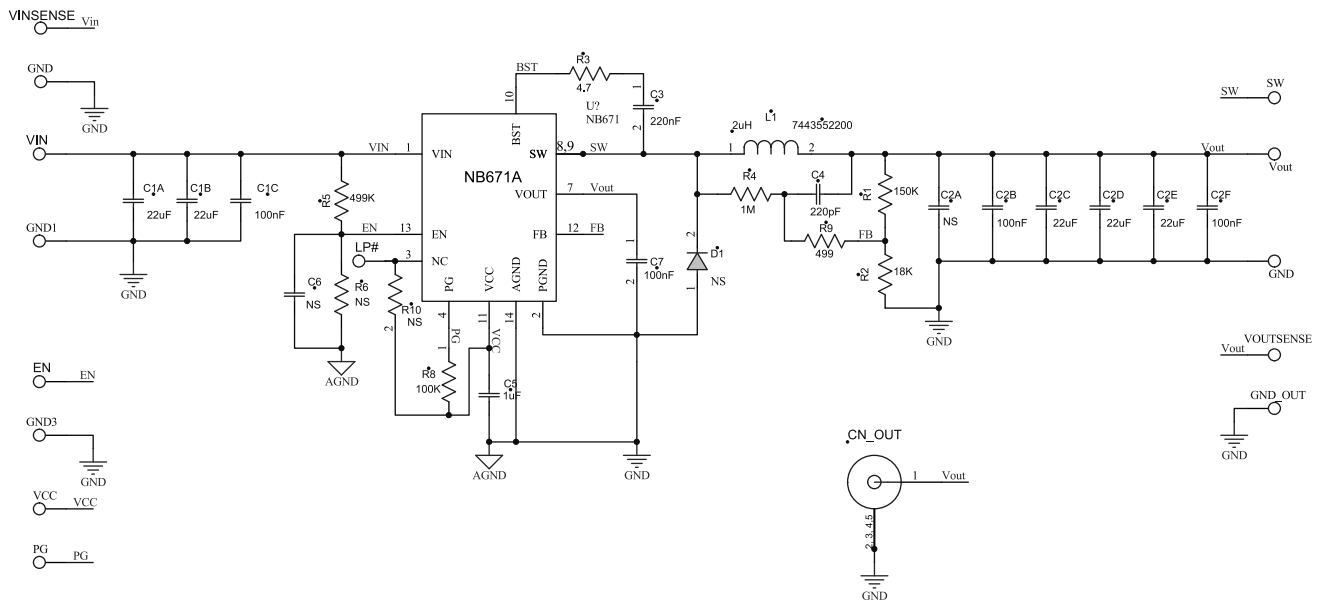 VINSENSE
Vin
GND
GND
VIN
GND1
GND
C1A
22uF
C1B
22uF
C1C
100nF
VIN
1
R5
499K
EN
13
LP#
3
C6
NS
R6
NS
AGND
R10
NS
2
BST
10
R3
4.7
1
C3
220nF
2
U?
NB671
NB671A
VIN
EN
NC
BST
SW
VOUT
FB
PG
VCC
AGND
PGND
8,9
SW
7
Vout
12
FB
4
PG
1
R8
100K
11
VCC
C5
1uF
14
2
AGND
GND
1
C7
100nF
2
2
D1
NS
1
2uH
L1
7443552200
1
2
R4
1M
C4
220pF
R9
499
FB
R1
150K
R2
18K
C2A
NS
C2B
100nF
C2C
22uF
C2D
22uF
C2E
22uF
C2F
100nF
GND
SW
SW
Vout
Vout
GND
VOUTSENSE
Vout
GND_OUT
GND
EN
EN
GND3
GND
VCC
VCC
PG
PG
CN_OUT
1
Vout
2, 3, 4, 5
GND